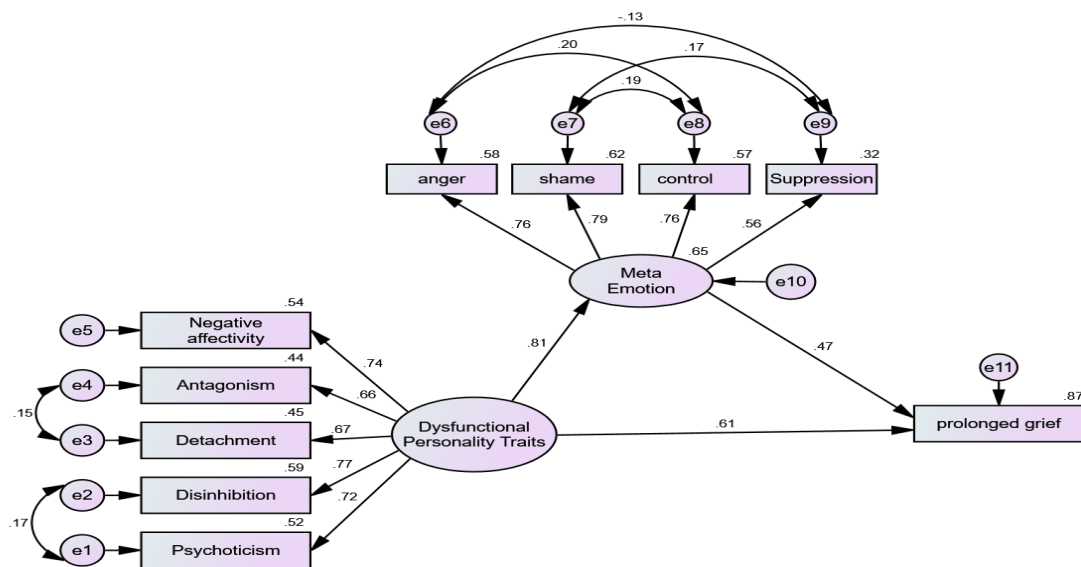 -.13
.20
.17
.19
e6
e7
e8
e9
.58
.62
.57
.32
anger
shame
control
Suppression
.76
.79
.76
.56
.65
Meta
Emotion
e10
.54
e5
Negative
affectivity
.74
.81
.47
.44
e4
Antagonism
.66
e11
.15
.45
.87
e3
Detachment
.67
Dysfunctional
Personality Traits
.61
prolonged grief
.59
.77
e2
Disinhibition
.72
.17
.52
e1
Psychoticism